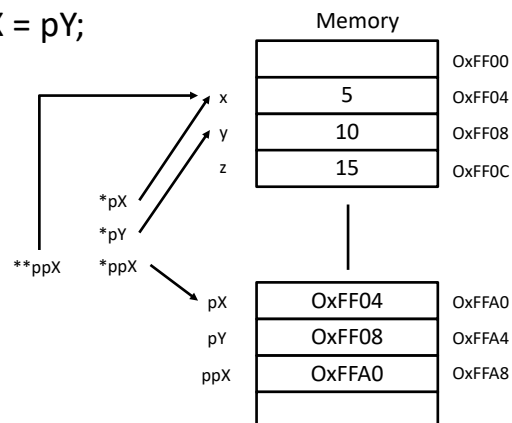 X = pY;
Memory
OxFF00
x 5 OxFF04
y 10 OxFF08
z 15 OxFF0C
*pX
*pY
**ppX *ppX
pX OxFF04 OxFFA0
pY OxFF08 OxFFA4
ppX OxFFA0 OxFFA8